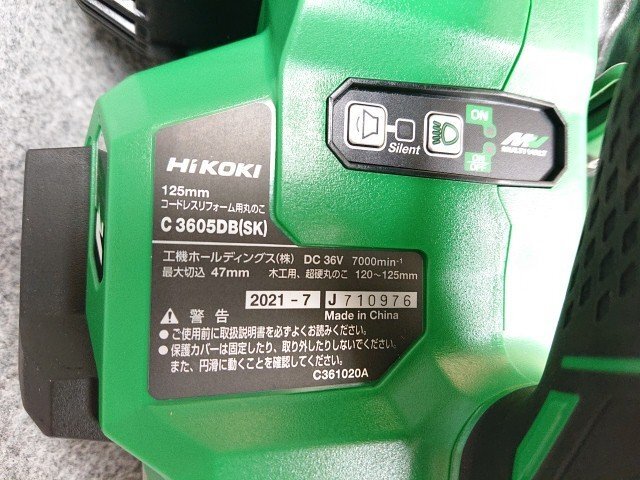 HiKOKI
125mm
コードレスリフォーム用丸のこ
C 3605DB(SK)
工機ホールディングス(株) DC 36V 7000min⁻¹
最大切込 47mm 木工用、超硬丸のこ 120～125mm
2021-7 J 710976
⚠ 警告 Made in China
● ご使用前に取扱説明書を必ずよくお読みください。
● 保護カバーは固定したり、取り外したりしないでください。
また、円滑に動くことを確認してください。
C361020A
Silent
ON
ON
OFF
MV
MULTI VOLT